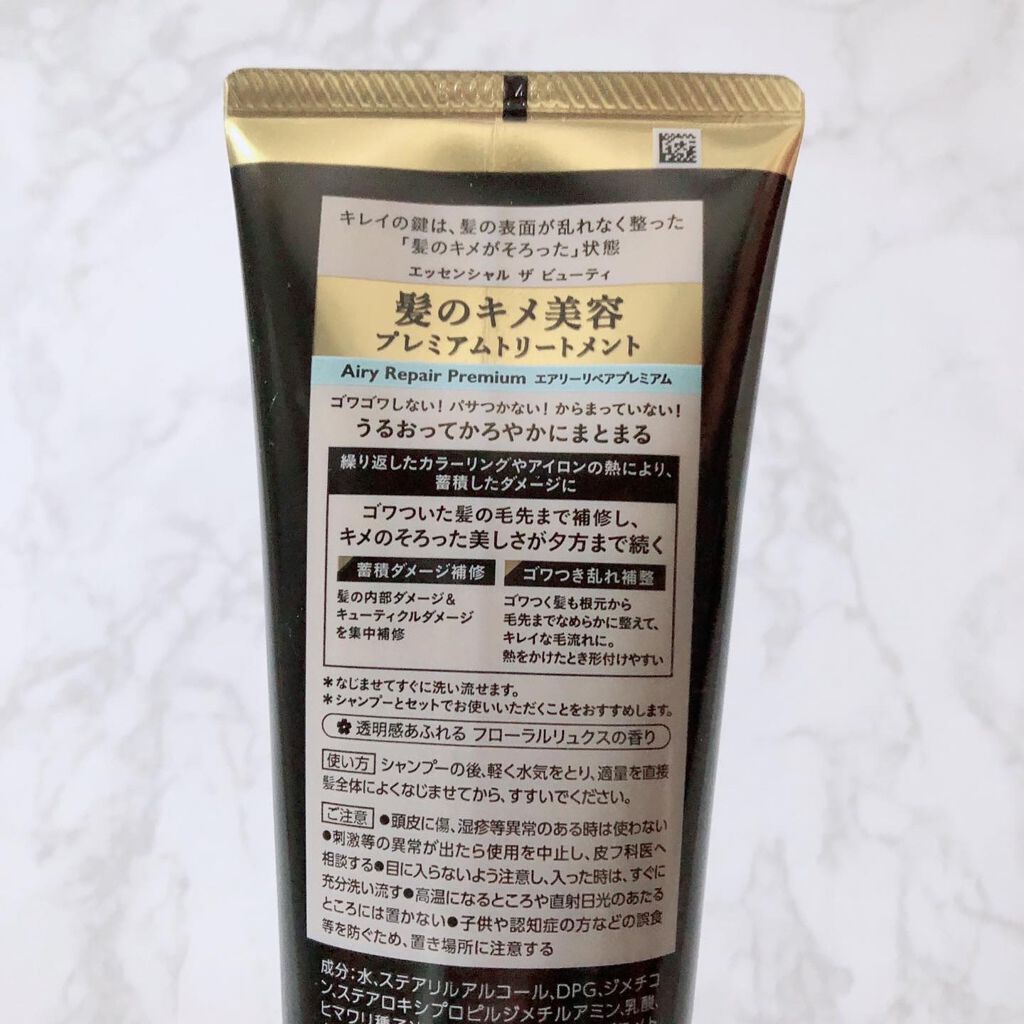 キレイの鍵は、髪の表面が乱れなく整った
「髪のキメがそろった」状態
エッセンシャル ザ ビューティ
髪のキメ美容
プレミアムトリートメント
Airy Repair Premium エアリーリペアプレミアム
ゴワゴワしない! パサつかない! からまっていない!
うるおってかろやかにまとまる
繰り返したカラーリングやアイロンの熱により、
蓄積したダメージに
ゴワついた髪の毛先まで補修し、
キメのそろった美しさが夕方まで続く
蓄積ダメージ補修
髪の内部ダメージ&
キューティクルダメージ
を集中補修
ゴワつき乱れ補整
ゴワつく髪も根元から
毛先までなめらかに整えて、
キレイな毛流れに。
熱をかけたとき形付けやすい
*なじませてすぐに洗い流せます。
*シャンプーとセットでお使いいただくことをおすすめします。
透明感あふれる フローラルリュクスの香り
使い方 シャンプーの後、軽く水気をとり、適量を直接
髪全体によくなじませてから、すすいでください。
ご注意 ●頭皮に傷、湿疹等異常のある時は使わない
●刺激等の異常が出たら使用を中止し、皮フ科医へ
相談する●目に入らないよう注意し、入った時は、すぐに
充分洗い流す●高温になるところや直射日光のあたる
ところには置かない●子供や認知症の方などの誤食
等を防ぐため、置き場所に注意する
成分:水、ステアリルアルコール、DPG、ジメチコ
ン、ステアロキシプロピルジメチルアミン、乳酸、
ヒマワリ種子